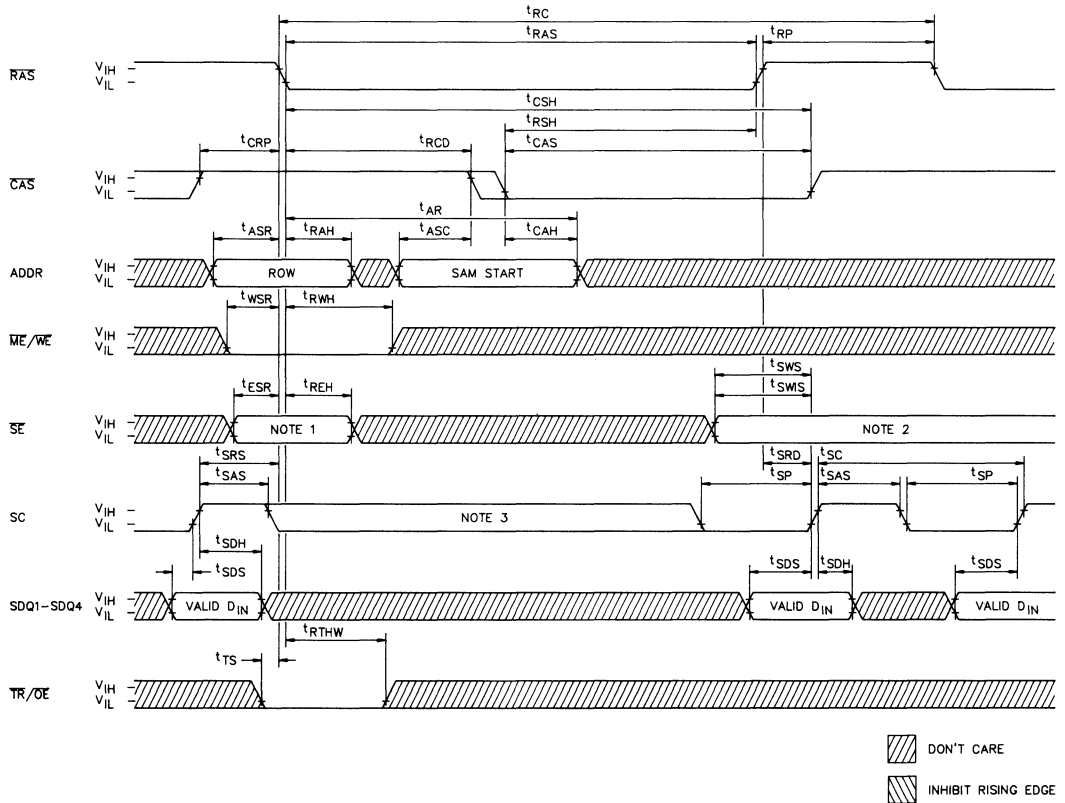 tRC
tRAS
tRP
RAS VIH VIL
tCSH
tRSH
tCRP tRCD tCAS
CAS VIH VIL
tAR
tASR tRAH tASC tCAH
ADDR VIH VIL ROW SAM START
tWSR tRWH
ME/WE VIH VIL
tSWS
tESR tREH tSWIS
SE VIH VIL NOTE 1 NOTE 2
tSRS tSRD tSC
tSAS tSP tSAS tSP
SC VIH VIL NOTE 3
tSDH
tSDS tSDS tSDH tSDS
SDQ1-SDQ4 VIH VIL VALID DIN VALID DIN VALID DIN
tRTHW
tTS
TR/OE VIH VIL
DON'T CARE
INHIBIT RISING EDGE